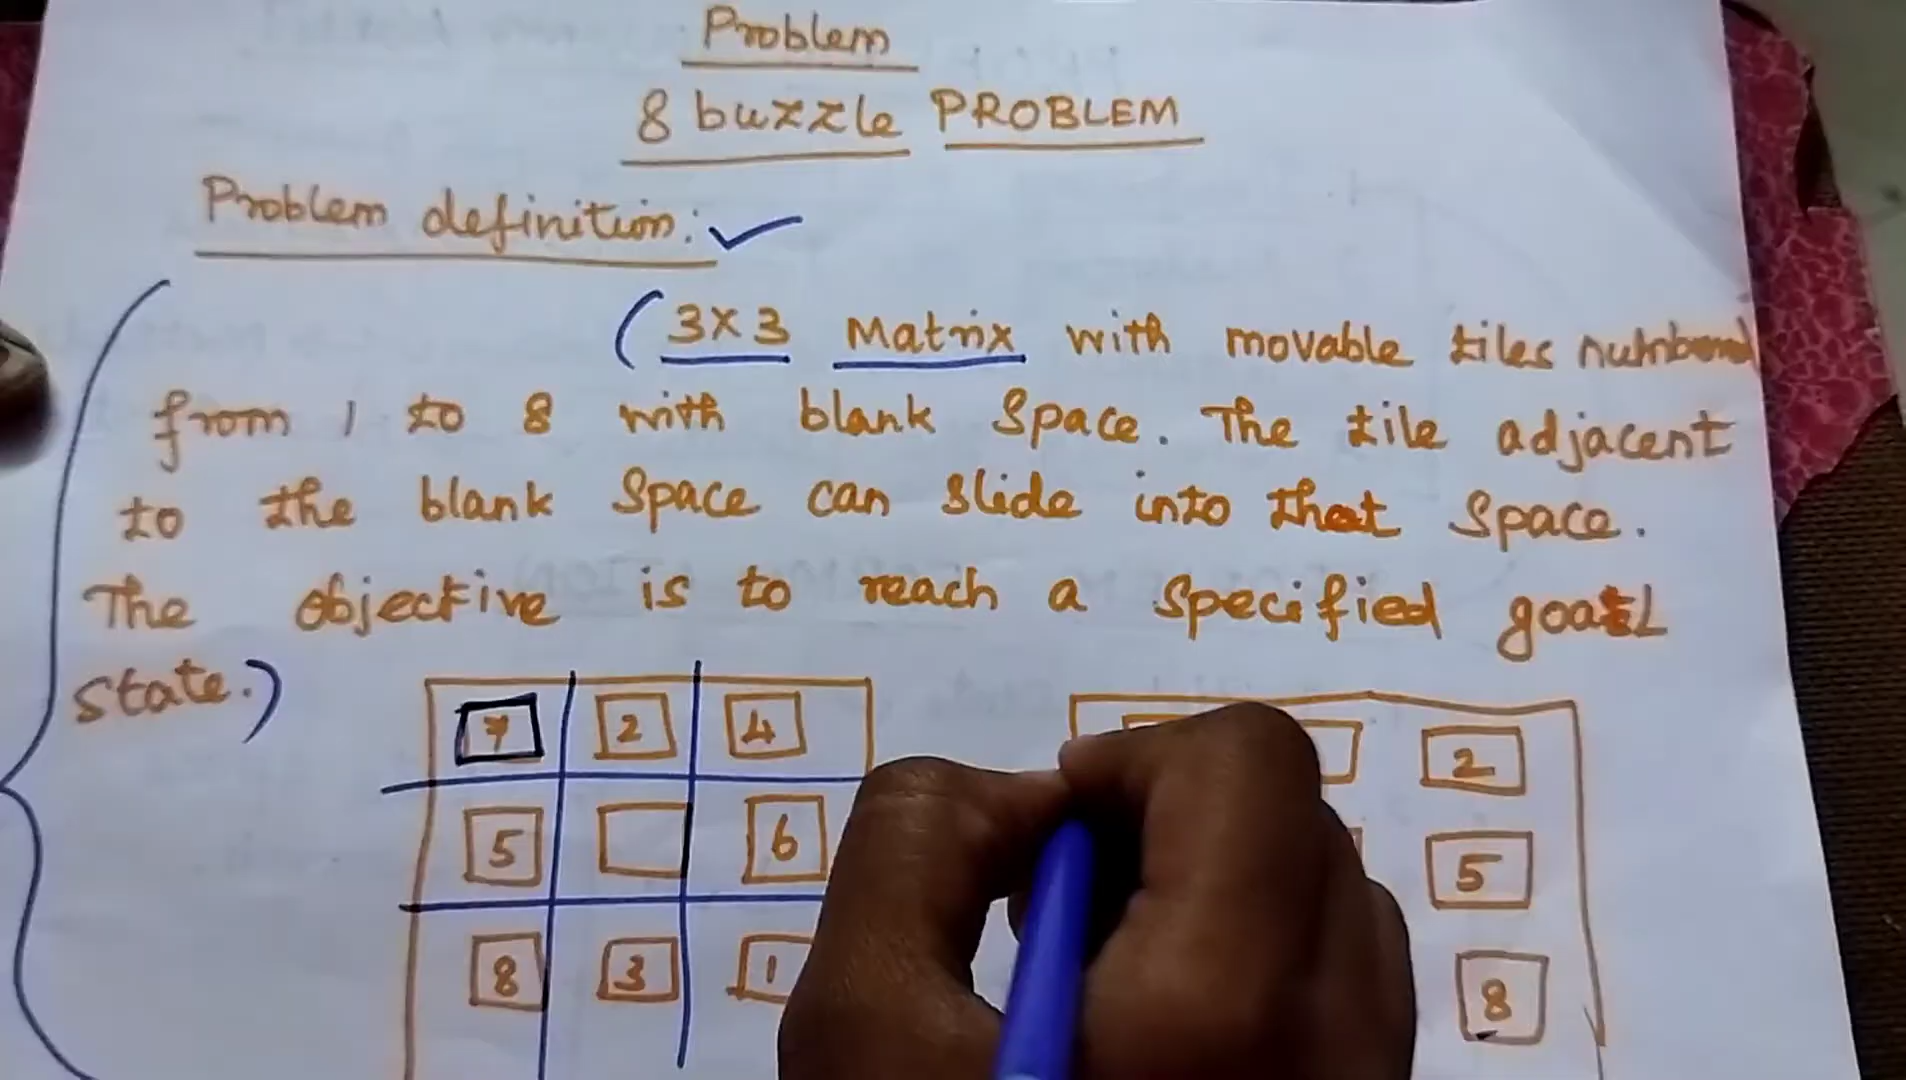 Problem
8 buzzle PROBLEM
Problem definition:
(3x3 Matrix with movable tiles numbered
from 1 to 8 with blank Space. The tile adjacent
to the blank Space can slide into that Space.
The objective is to reach a specified goal
state.)
7 2 4
5 6
8 3 1
2
5
8